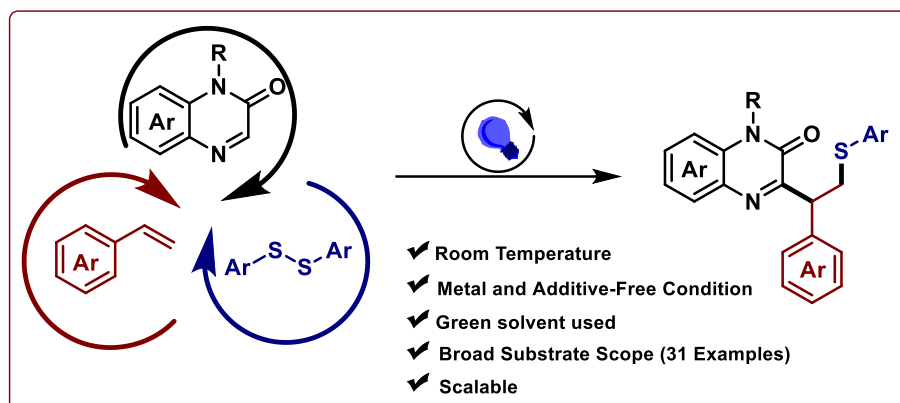 R
N
O
Ar
N
Ar
Ar
S
S
Ar
R
N
O
S
Ar
Ar
N
Ar
Room Temperature
Metal and Additive-Free Condition
Green solvent used
Broad Substrate Scope (31 Examples)
Scalable